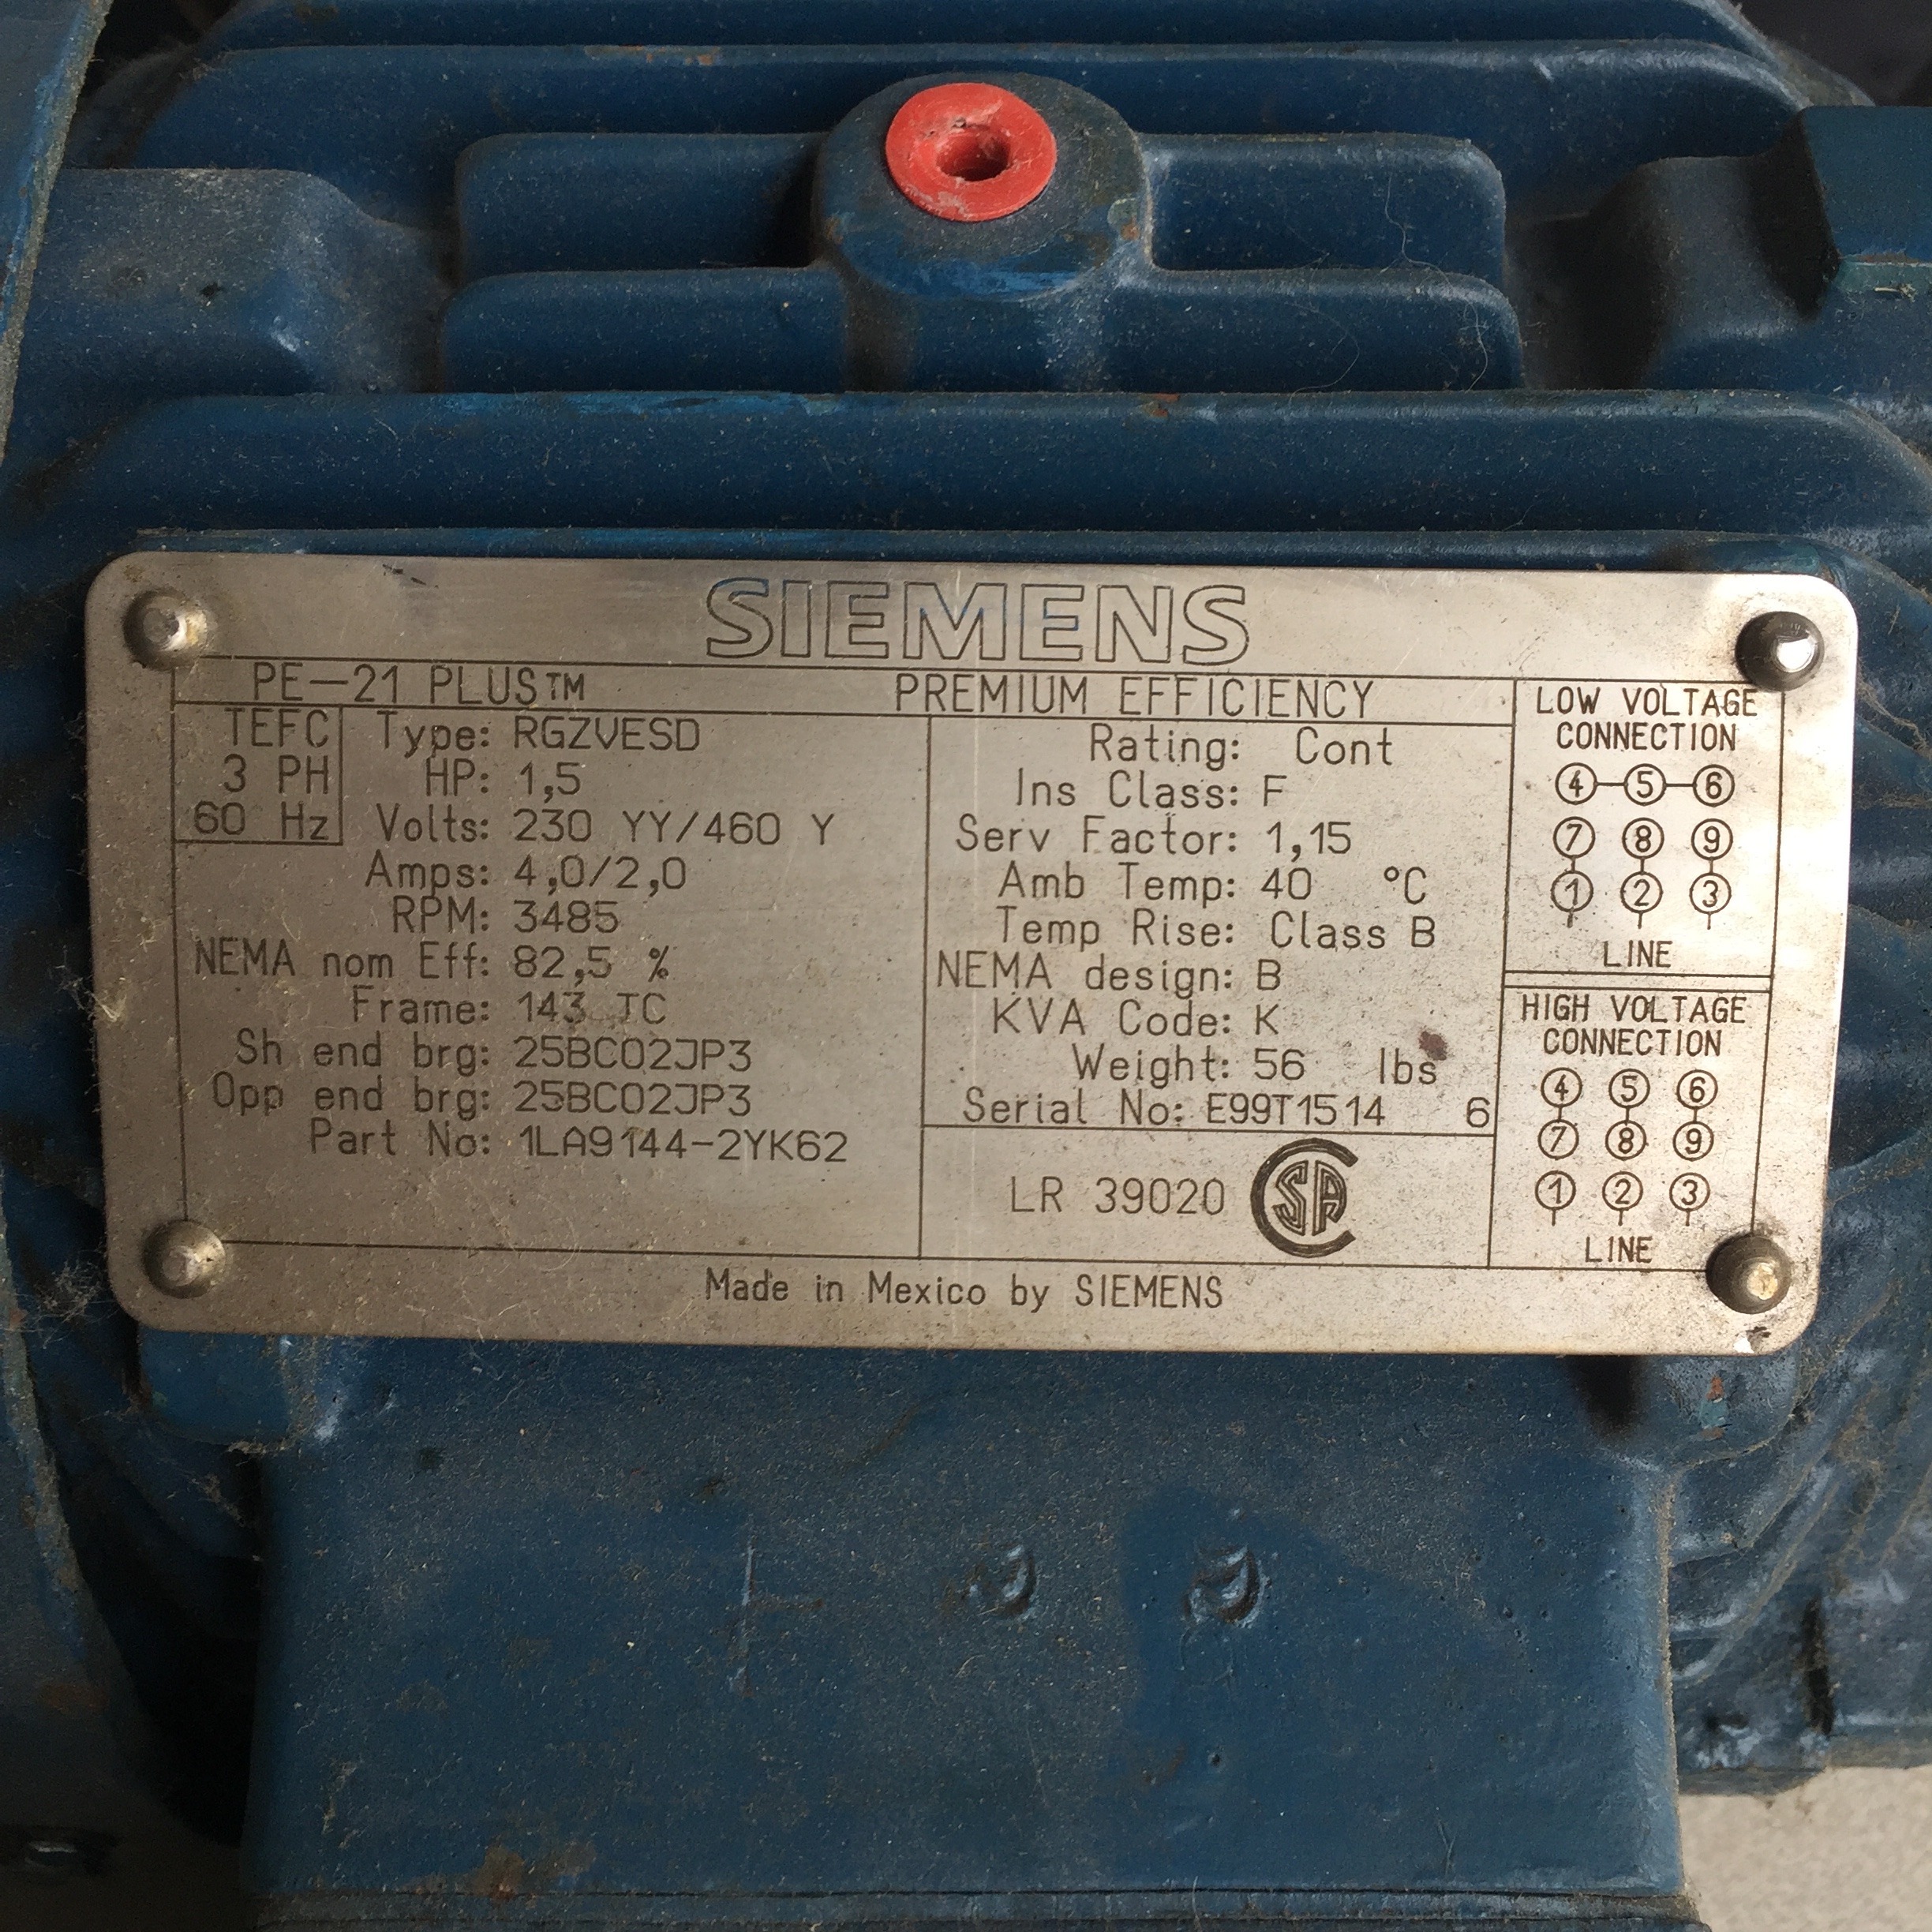 SIEMENS
PE-21 PLUS™ PREMIUM EFFICIENCY
TEFC
3 PH
60 Hz
Type: RGZVESD
HP: 1,5
Volts: 230 YY/460 Y
Amps: 4,0/2,0
RPM: 3485
NEMA nom Eff: 82,5 %
Frame: 143 TC
Sh end brg: 25BC02JP3
Opp end brg: 25BC02JP3
Part No: 1LA9144-2YK62
Rating: Cont
Ins Class: F
Serv Factor: 1,15
Amb Temp: 40 °C
Temp Rise: Class B
NEMA design: B
KVA Code: K
Weight: 56 lbs
Serial No: E99T1514 6
LR 39020 CSA
LOW VOLTAGE
CONNECTION
4 5 6
7 8 9
1 2 3
LINE
HIGH VOLTAGE
CONNECTION
4 5 6
7 8 9
1 2 3
LINE
Made in Mexico by SIEMENS